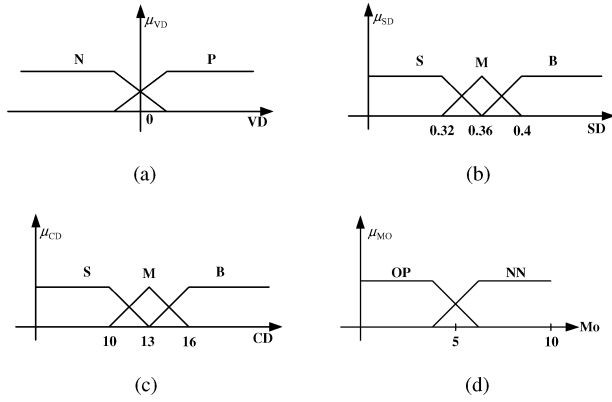 μVD
N P
0
VD
(a)
μSD
S M B
0.32 0.36 0.4
SD
(b)
μCD
S M B
10 13 16
CD
(c)
μMO
OP NN
5 10
Mo
(d)